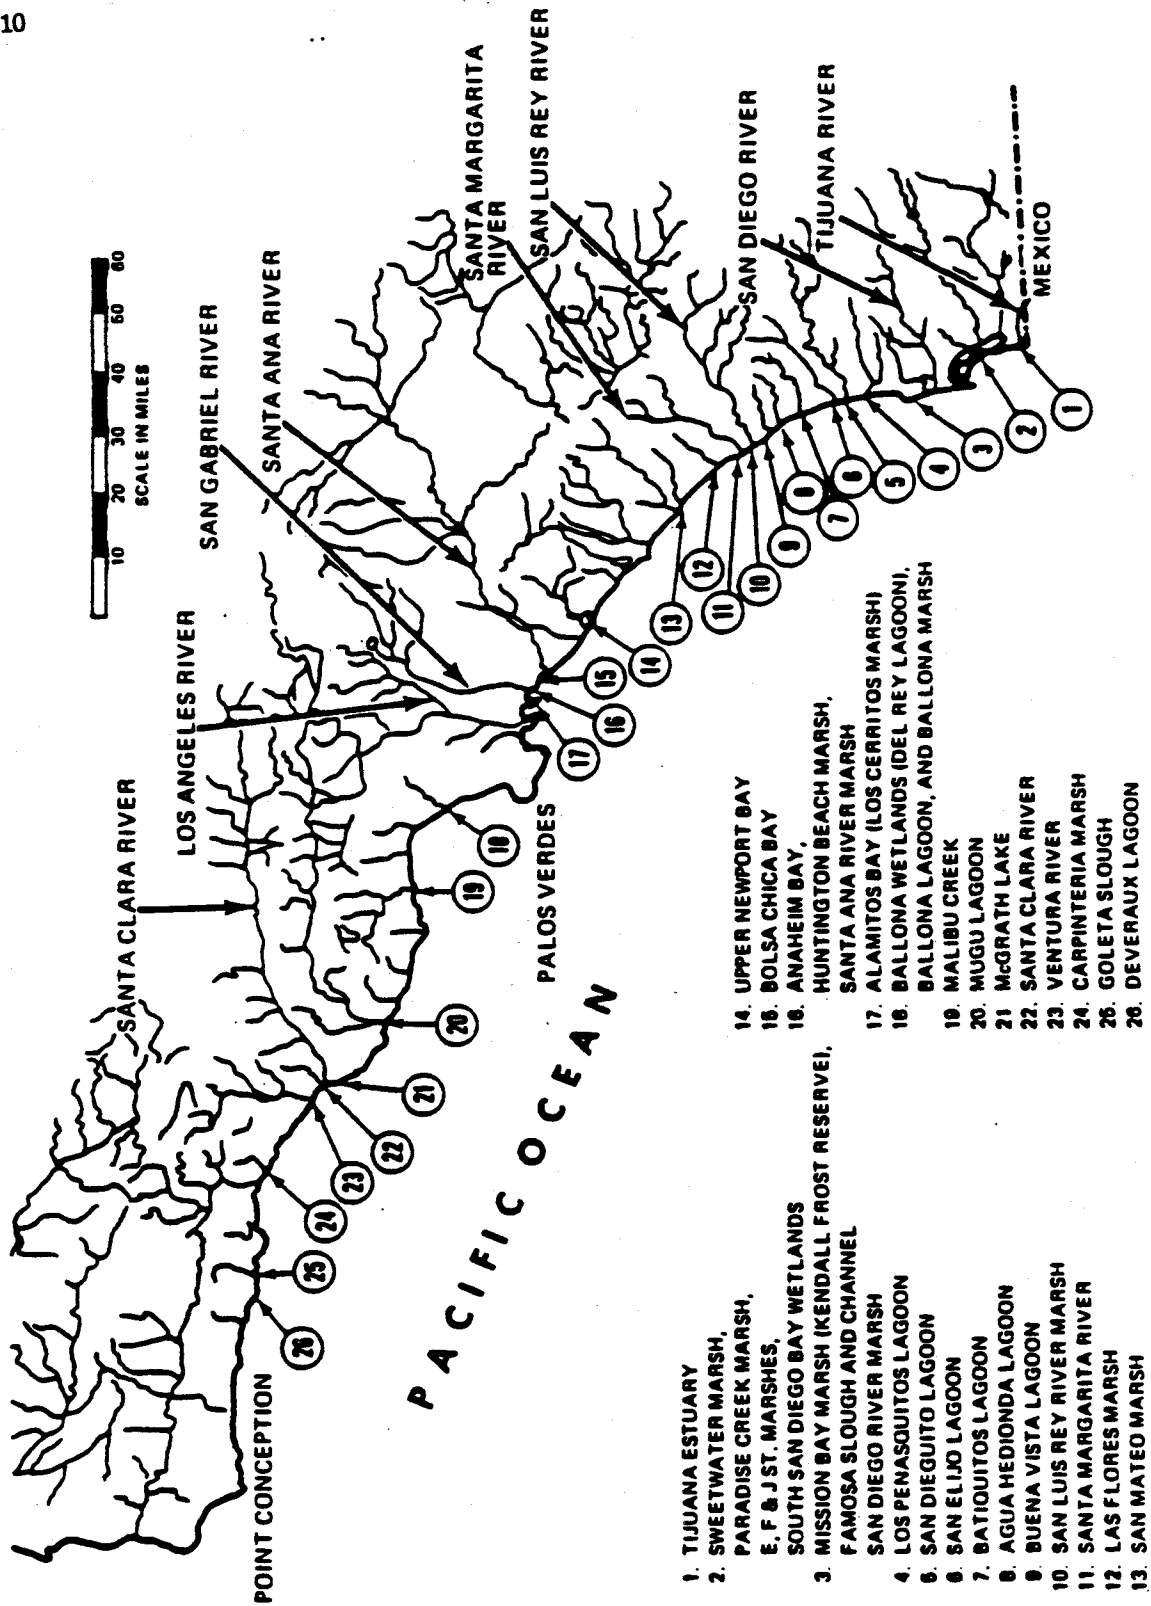 10
10 20 30 40 50 60
SCALE IN MILES
SANTA CLARA RIVER
LOS ANGELES RIVER
SAN GABRIEL RIVER
SANTA ANA RIVER
SANTA MARGARITA
RIVER
SAN LUIS REY RIVER
SAN DIEGO RIVER
TIJUANA RIVER
MEXICO
POINT CONCEPTION
PALOS VERDES
PACIFIC OCEAN
26
25
24
23
22
21
20
19
18
17
16
15
14
13
12
11
10
9
8
7
6
5
4
3
2
1
1. TIJUANA ESTUARY
2. SWEETWATER MARSH,
PARADISE CREEK MARSH,
E, F & J ST. MARSHES,
SOUTH SAN DIEGO BAY WETLANDS
3. MISSION BAY MARSH (KENDALL FROST RESERVE),
FAMOSA SLOUGH AND CHANNEL
SAN DIEGO RIVER MARSH
4. LOS PENASQUITOS LAGOON
5. SAN DIEGUITO LAGOON
6. SAN ELIJO LAGOON
7. BATIQUITOS LAGOON
8. AGUA HEDIONDA LAGOON
9. BUENA VISTA LAGOON
10. SAN LUIS REY RIVER MARSH
11. SANTA MARGARITA RIVER
12. LAS FLORES MARSH
13. SAN MATEO MARSH
14. UPPER NEWPORT BAY
15. BOLSA CHICA BAY
16. ANAHEIM BAY,
HUNTINGTON BEACH MARSH,
SANTA ANA RIVER MARSH
17. ALAMITOS BAY (LOS CERRITOS MARSH)
18. BALLONA WETLANDS (DEL REY LAGOON),
BALLONA LAGOON, AND BALLONA MARSH
19. MALIBU CREEK
20. MUGU LAGOON
21 McGRATH LAKE
22. SANTA CLARA RIVER
23. VENTURA RIVER
24. CARPINTERIA MARSH
25. GOLETA SLOUGH
26. DEVERAUX LAGOON